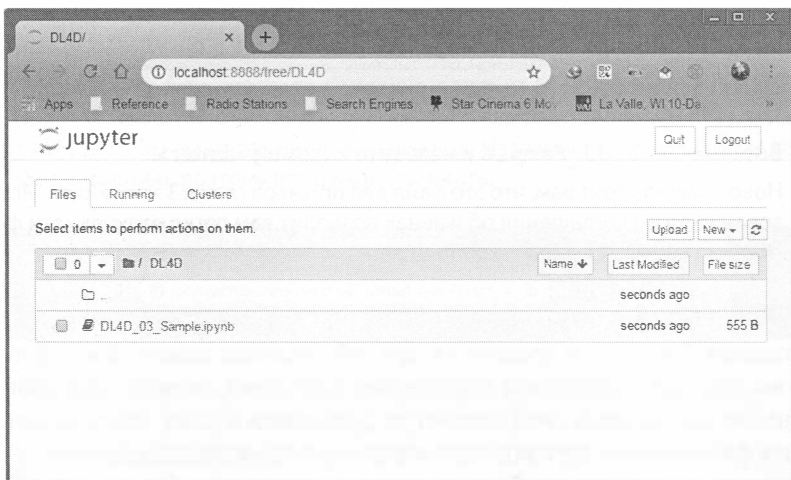 DL4D/
localhost:8888/tree/DL4D
Apps Reference Radio Stations Search Engines Star Cinema 6 Mov La Valle, WI 10-Da
jupyter Quit Logout
Files Running Clusters
Select items to perform actions on them. Upload New
0 / DL4D Name Last Modified File size
.. seconds ago
DL4D_03_Sample.ipynb seconds ago 555 B